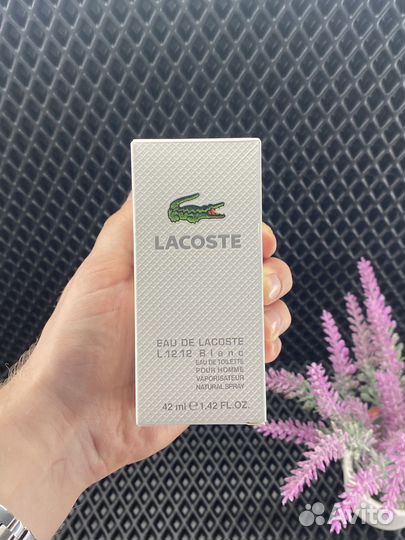 LACOSTE
EAU DE LACOSTE
L.12.12 Blanc
EAU DE TOILETTE
POUR HOMME
VAPORISATEUR
NATURAL SPRAY
42 ml ℮ 1.42 FL.OZ.
Avito